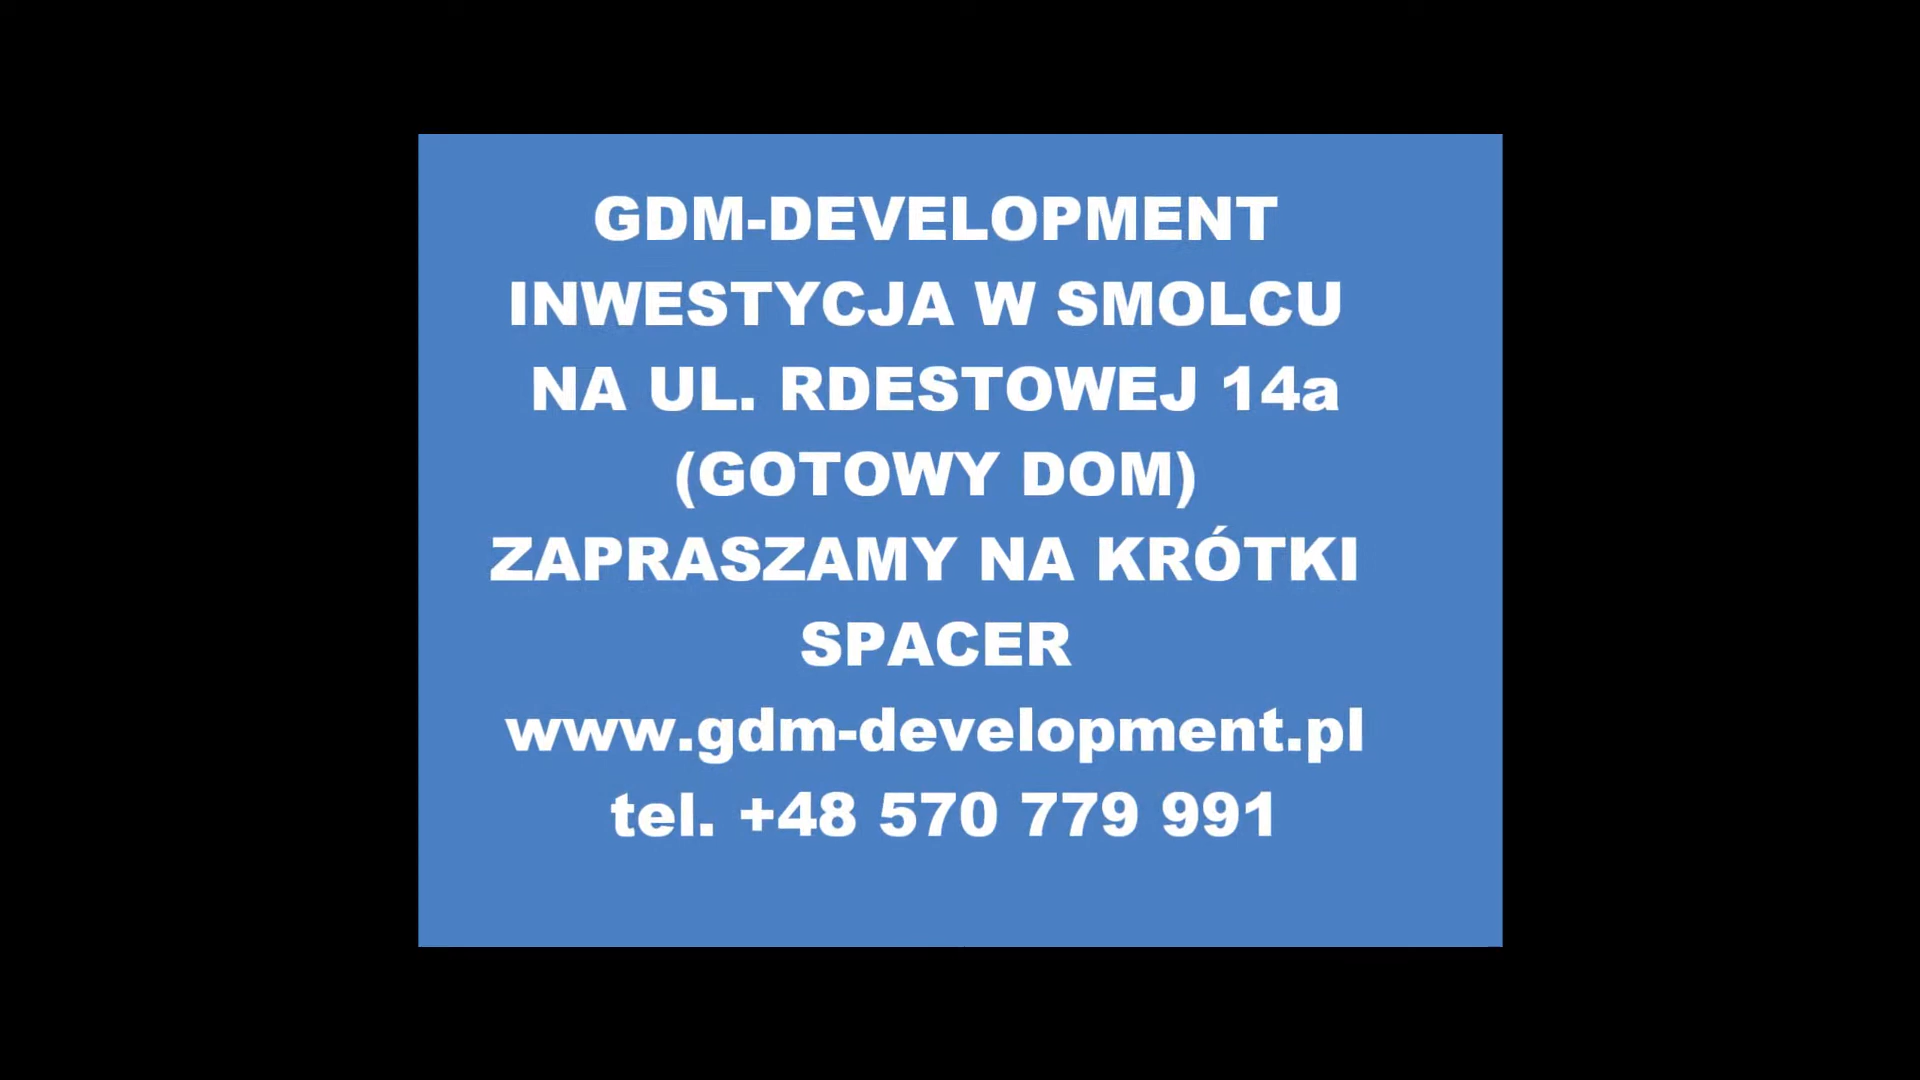 GDM-DEVELOPMENT
INWESTYCJA W SMOLCU
NA UL. RDESTOWEJ 14a
(GOTOWY DOM)
ZAPRASZAMY NA KRÓTKI
SPACER
www.gdm-development.pl
tel. +48 570 779 991